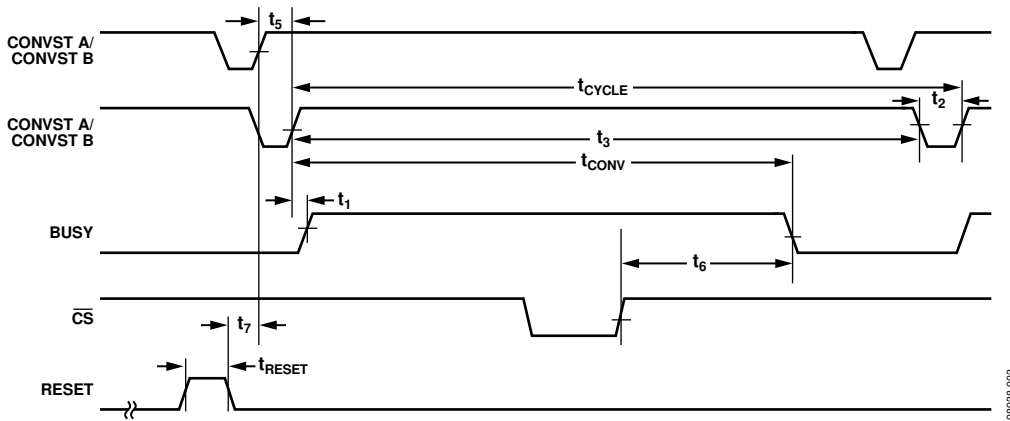 t5
CONVST A/
CONVST B
tCYCLE
t2
CONVST A/
CONVST B
t3
tCONV
t1
BUSY
t6
CS
t7
tRESET
RESET